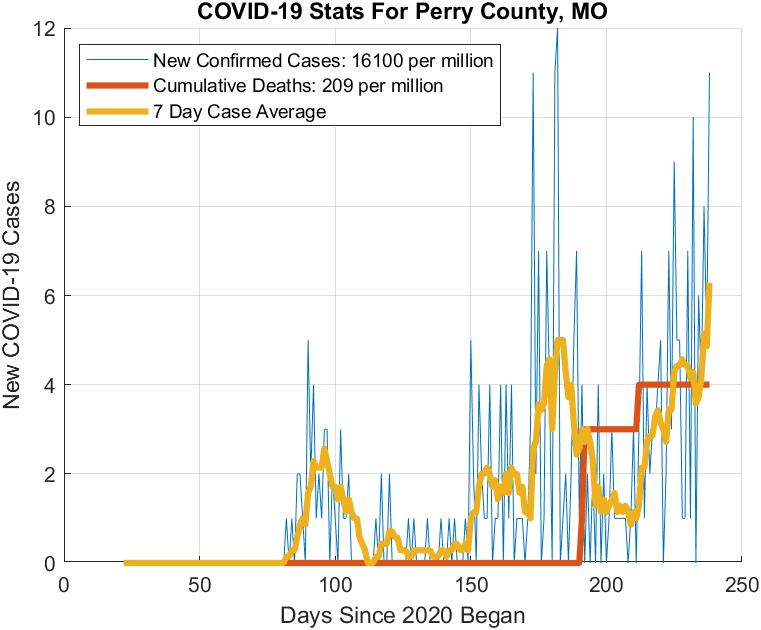 COVID-19 Stats For Perry County, MO
New Confirmed Cases: 16100 per million
Cumulative Deaths: 209 per million
7 Day Case Average
New COVID-19 Cases
12
10
8
6
4
2
0
0 50 100 150 200 250
Days Since 2020 Began